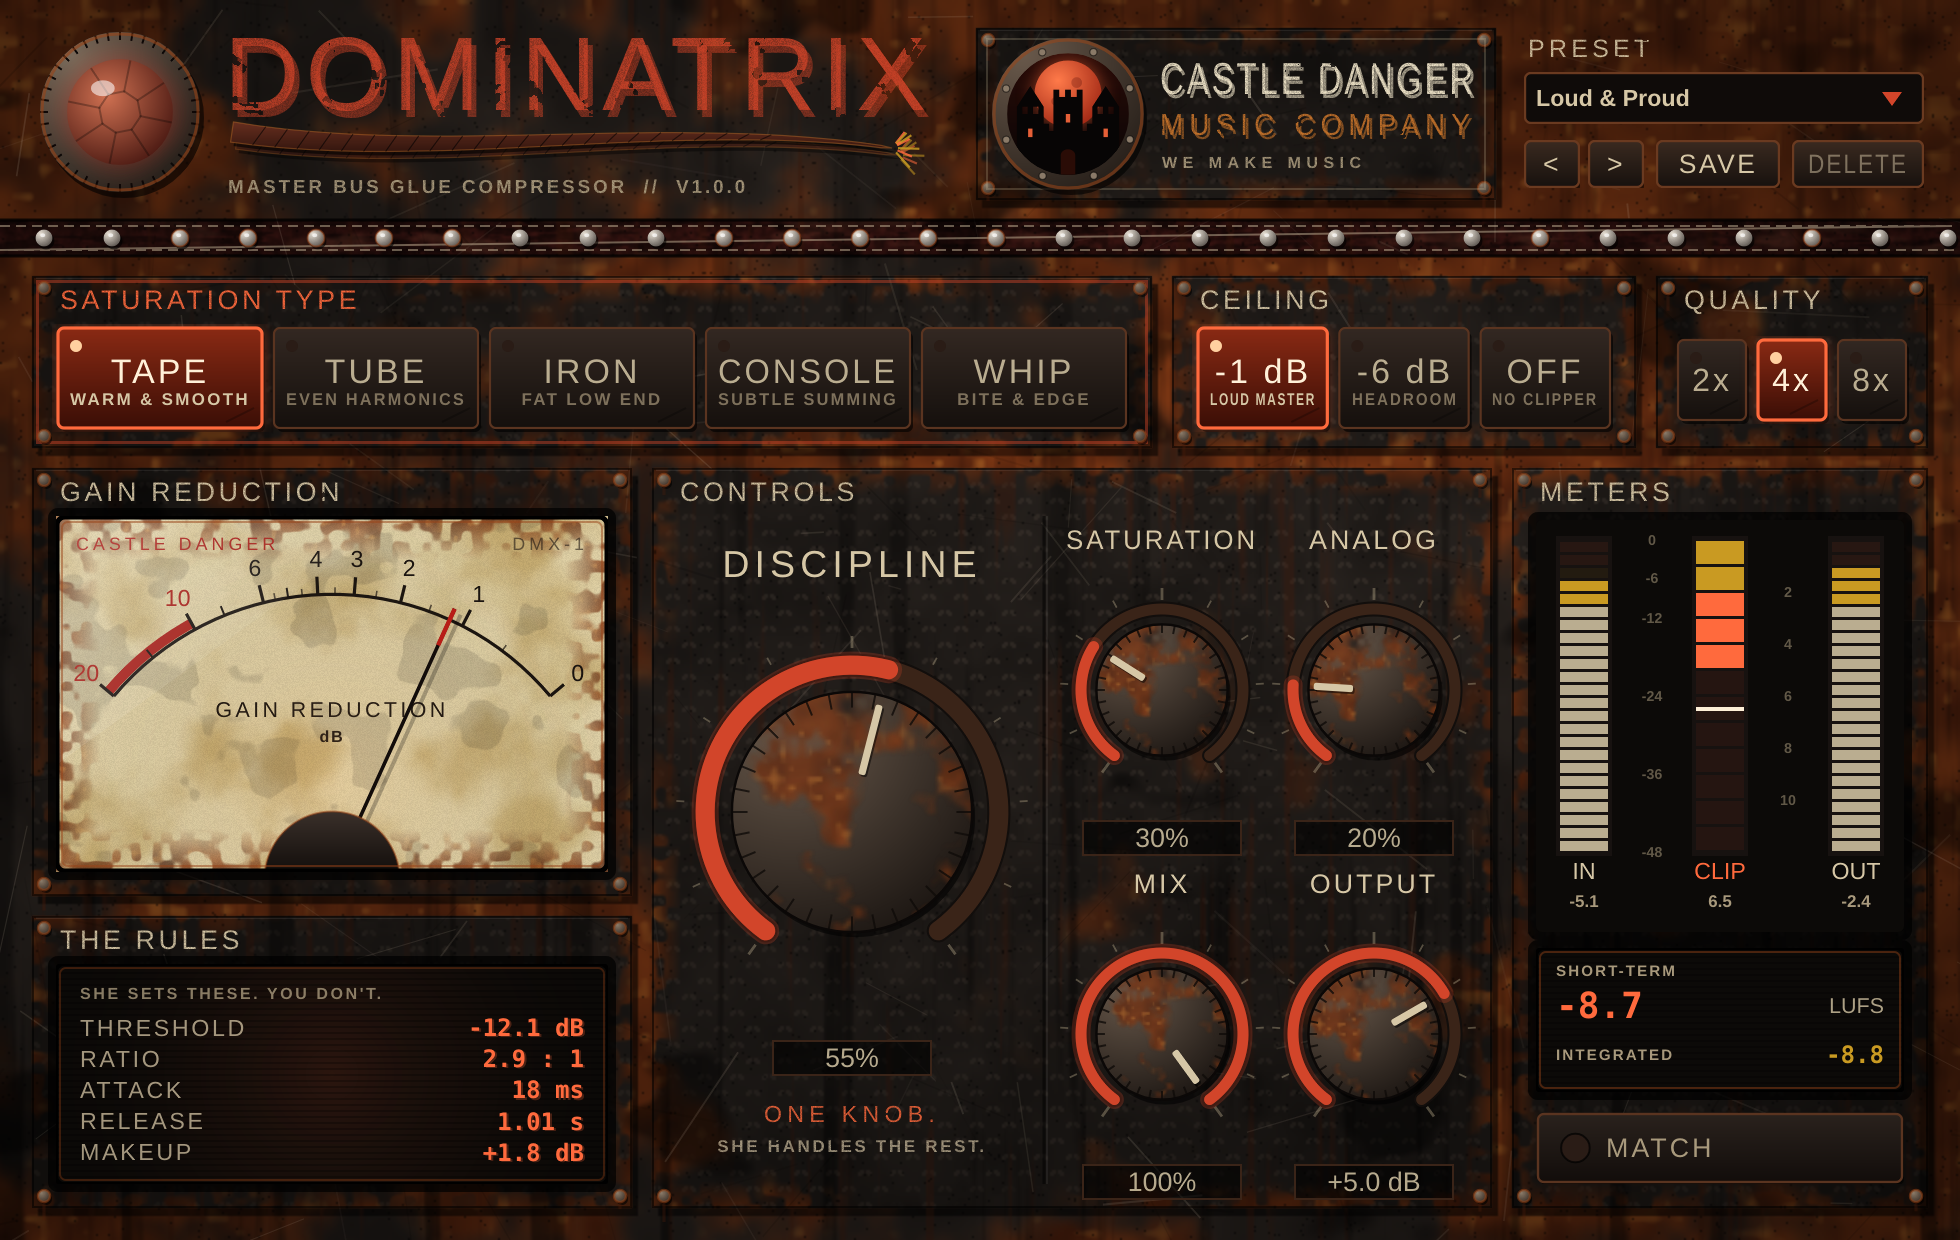 DOMINATRIX
MASTER BUS GLUE COMPRESSOR // V1.0.0
CASTLE DANGER
MUSIC COMPANY
WE MAKE MUSIC
PRESET
Loud & Proud
< > SAVE DELETE
SATURATION TYPE
TAPE
WARM & SMOOTH
TUBE
EVEN HARMONICS
IRON
FAT LOW END
CONSOLE
SUBTLE SUMMING
WHIP
BITE & EDGE
CEILING
-1 dB
LOUD MASTER
-6 dB
HEADROOM
OFF
NO CLIPPER
QUALITY
2x 4x 8x
GAIN REDUCTION
CASTLE DANGER DMX-1
20 10 6 4 3 2 1 0
GAIN REDUCTION
dB
THE RULES
SHE SETS THESE. YOU DON'T.
THRESHOLD -12.1 dB
RATIO 2.9 : 1
ATTACK 18 ms
RELEASE 1.01 s
MAKEUP +1.8 dB
CONTROLS
DISCIPLINE
55%
ONE KNOB.
SHE HANDLES THE REST.
SATURATION ANALOG
30% 20%
MIX OUTPUT
100% +5.0 dB
METERS
0
-6
-12
-24
-36
-48
2
4
6
8
10
IN CLIP OUT
-5.1 6.5 -2.4
SHORT-TERM
-8.7 LUFS
INTEGRATED -8.8
MATCH